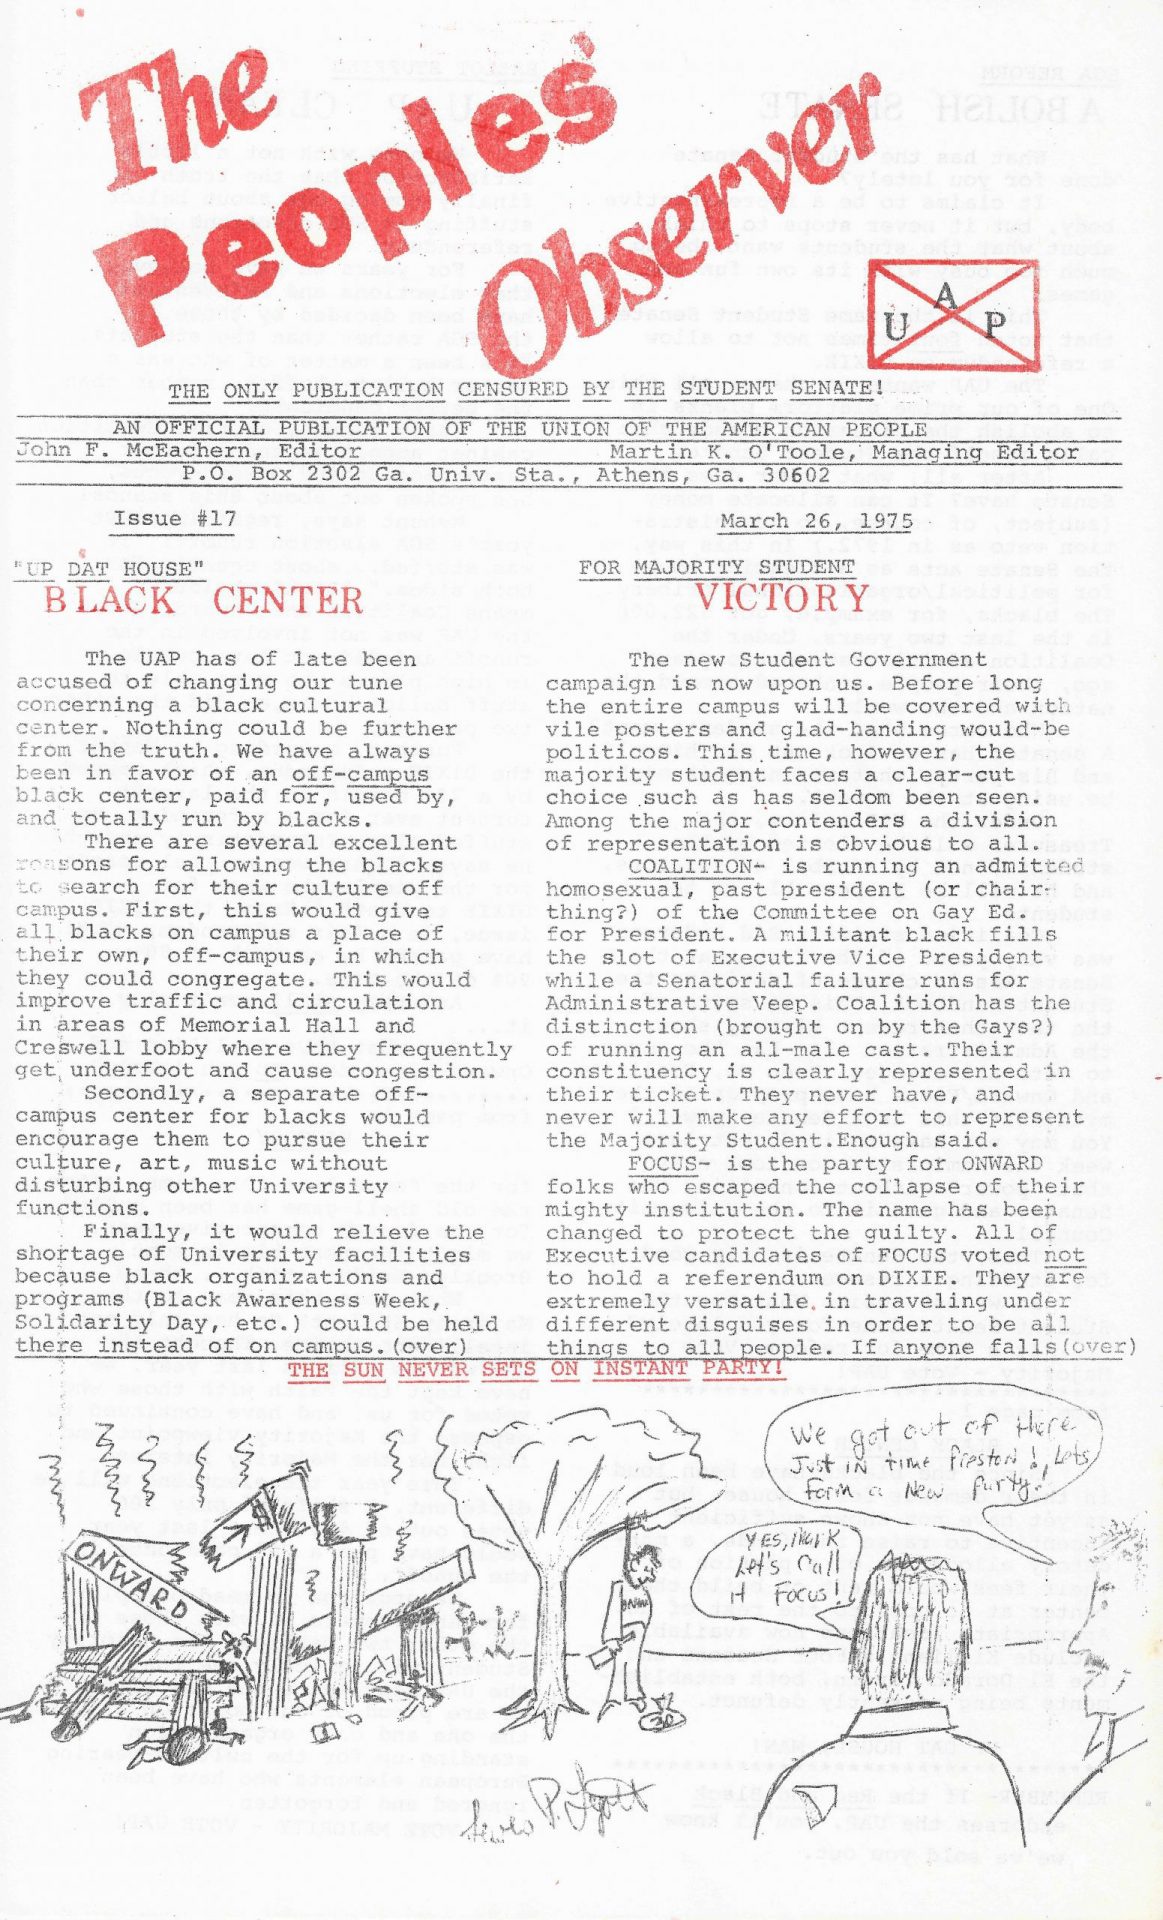 The
Peoples'
Observer
U A P
THE ONLY PUBLICATION CENSURED BY THE STUDENT SENATE!
AN OFFICIAL PUBLICATION OF THE UNION OF THE AMERICAN PEOPLE
John F. McEachern, Editor Martin K. O'Toole, Managing Editor
P.O. Box 2302 Ga. Univ. Sta., Athens, Ga. 30602
Issue #17 March 26, 1975
"UP DAT HOUSE"
BLACK CENTER
The UAP has of late been
accused of changing our tune
concerning a black cultural
center. Nothing could be further
from the truth. We have always
been in favor of an off-campus
black center, paid for, used by,
and totally run by blacks.
There are several excellent
reasons for allowing the blacks
to search for their culture off
campus. First, this would give
all blacks on campus a place of
their own, off-campus, in which
they could congregate. This would
improve traffic and circulation
in areas of Memorial Hall and
Creswell lobby where they frequently
get underfoot and cause congestion.
Secondly, a separate off-
campus center for blacks would
encourage them to pursue their
culture, art, music without
disturbing other University
functions.
Finally, it would relieve the
shortage of University facilities
because black organizations and
programs (Black Awareness Week,
Solidarity Day, etc.) could be held
there instead of on campus.(over)
FOR MAJORITY STUDENT
VICTORY
The new Student Government
campaign is now upon us. Before long
the entire campus will be covered with
vile posters and glad-handing would-be
politicos. This time, however, the
majority student faces a clear-cut
choice such as has seldom been seen.
Among the major contenders a division
of representation is obvious to all.
COALITION- is running an admitted
homosexual, past president (or chair-
thing?) of the Committee on Gay Ed.
for President. A militant black fills
the slot of Executive Vice President
while a Senatorial failure runs for
Administrative Veep. Coalition has the
distinction (brought on by the Gays?)
of running an all-male cast. Their
constituency is clearly represented in
their ticket. They never have, and
never will make any effort to represent
the Majority Student.Enough said.
FOCUS- is the party for ONWARD
folks who escaped the collapse of their
mighty institution. The name has been
changed to protect the guilty. All of
Executive candidates of FOCUS voted not
to hold a referendum on DIXIE. They are
extremely versatile in traveling under
different disguises in order to be all
things to all people. If anyone falls(over)
THE SUN NEVER SETS ON INSTANT PARTY!
We got out of there
Just in time Preston!, Lets
form a New party!
YES, Mark
Let's Call
it Focus!
ONWARD